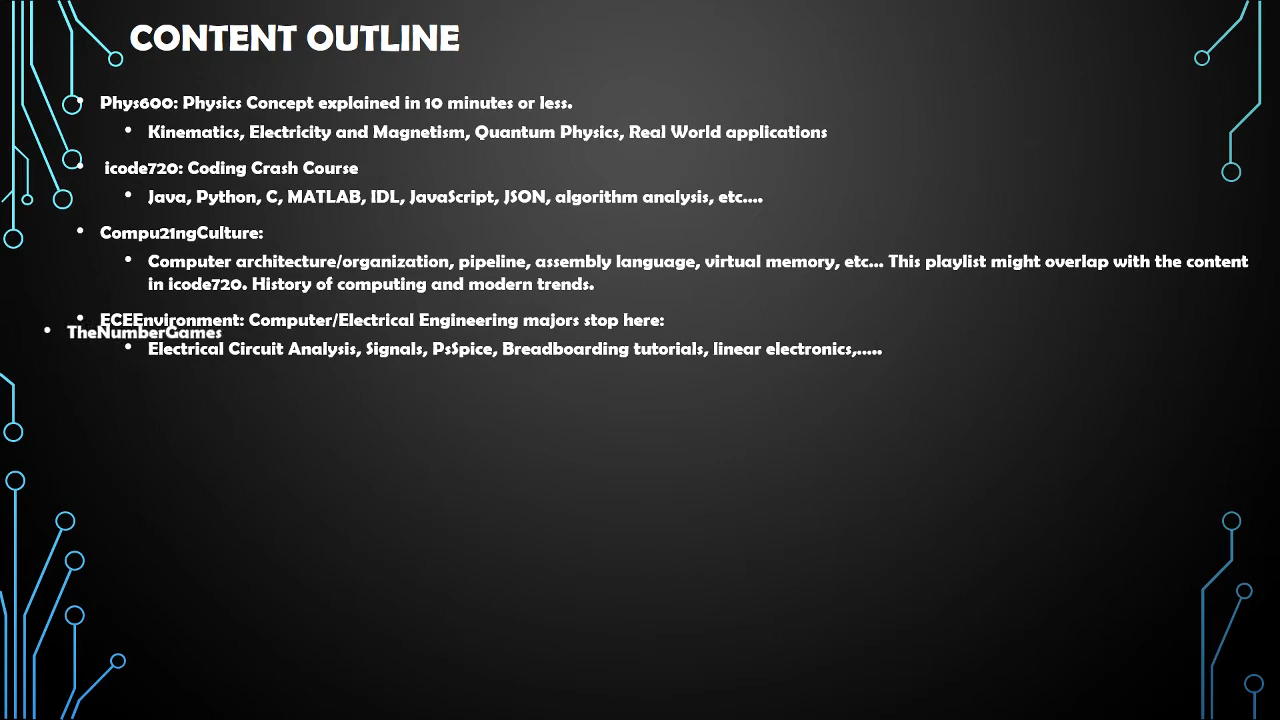 CONTENT OUTLINE
Phys600: Physics Concept explained in 10 minutes or less.
Kinematics, Electricity and Magnetism, Quantum Physics, Real World applications
icode720: Coding Crash Course
Java, Python, C, MATLAB, IDL, JavaScript, JSON, algorithm analysis, etc....
Compu21ngCulture:
Computer architecture/organization, pipeline, assembly language, virtual memory, etc... This playlist might overlap with the content
in icode720. History of computing and modern trends.
ECEEnvironment: Computer/Electrical Engineering majors stop here:
TheNumberGames
Electrical Circuit Analysis, Signals, PsSpice, Breadboarding tutorials, linear electronics,.....